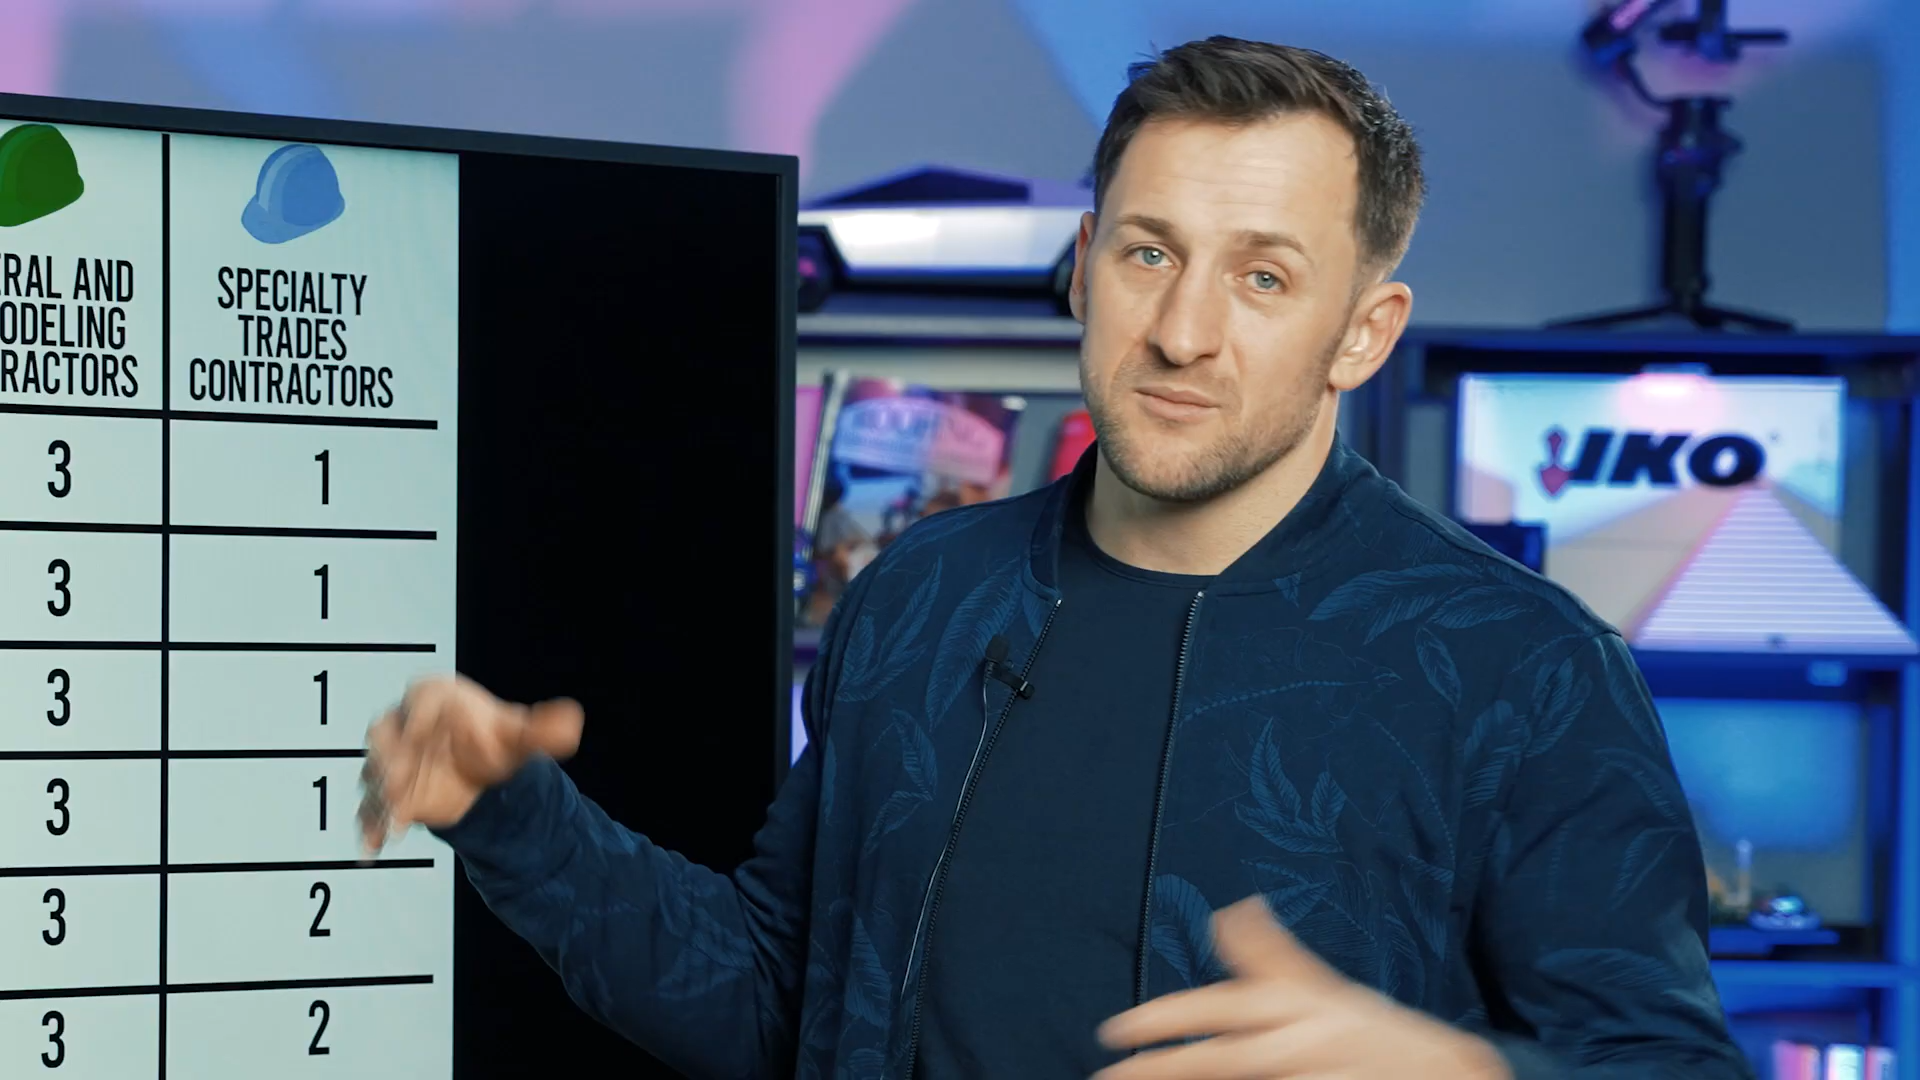 ERAL AND
ODELING
RACTORS
SPECIALTY
TRADES
CONTRACTORS
3 1
3 1
3 1
3 1
3 2
3 2
ROOFING
IKO